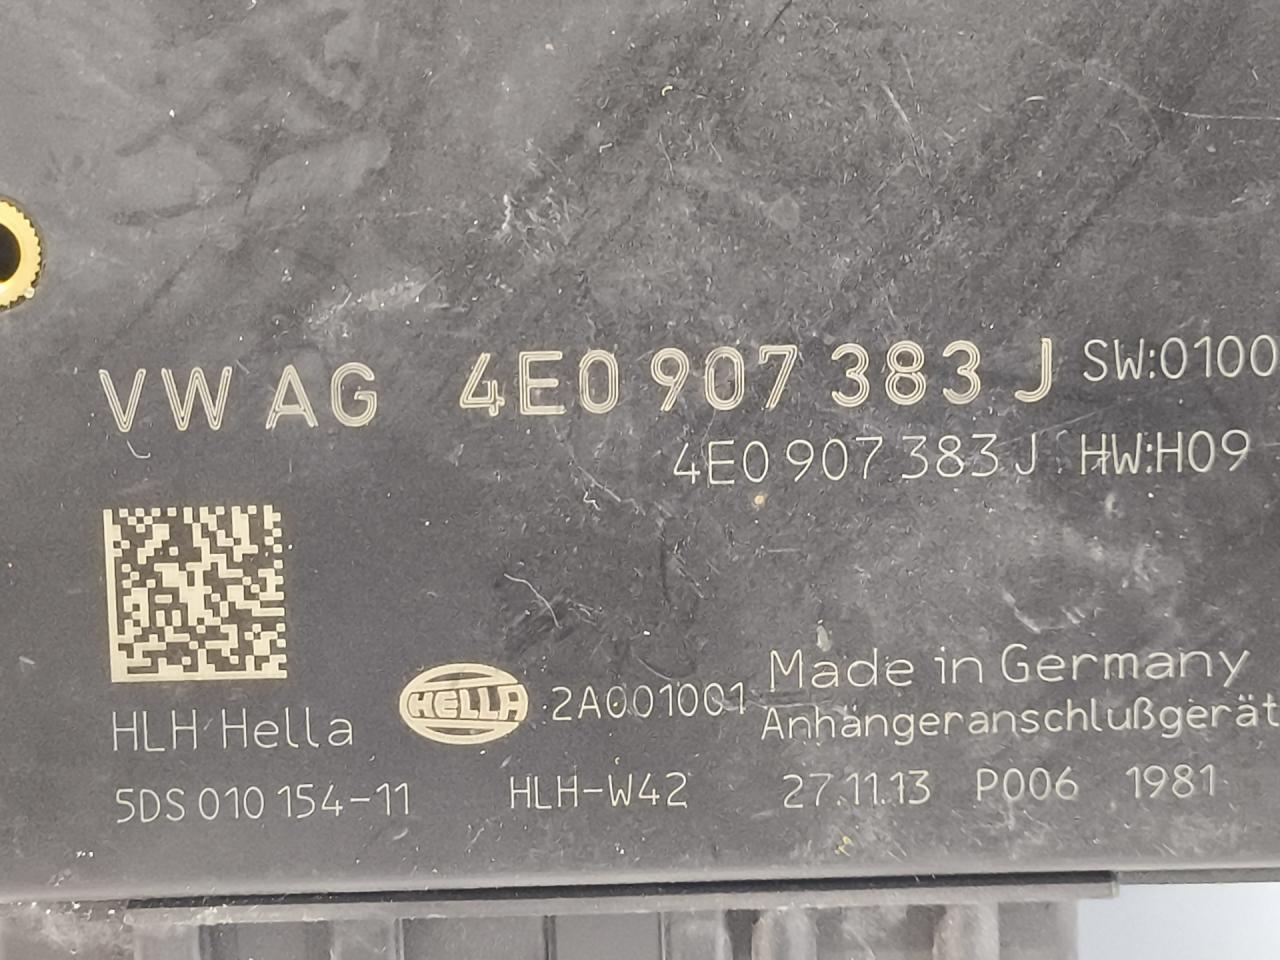 VW AG 4E0 907 383 J SW:0100
4E0 907 383 J HW:H09
HELLA 2A001001 Made in Germany
HLH Hella Anhängeranschlußgerät
5DS 010 154-11 HLH-W42 27.11.13 P006 1981